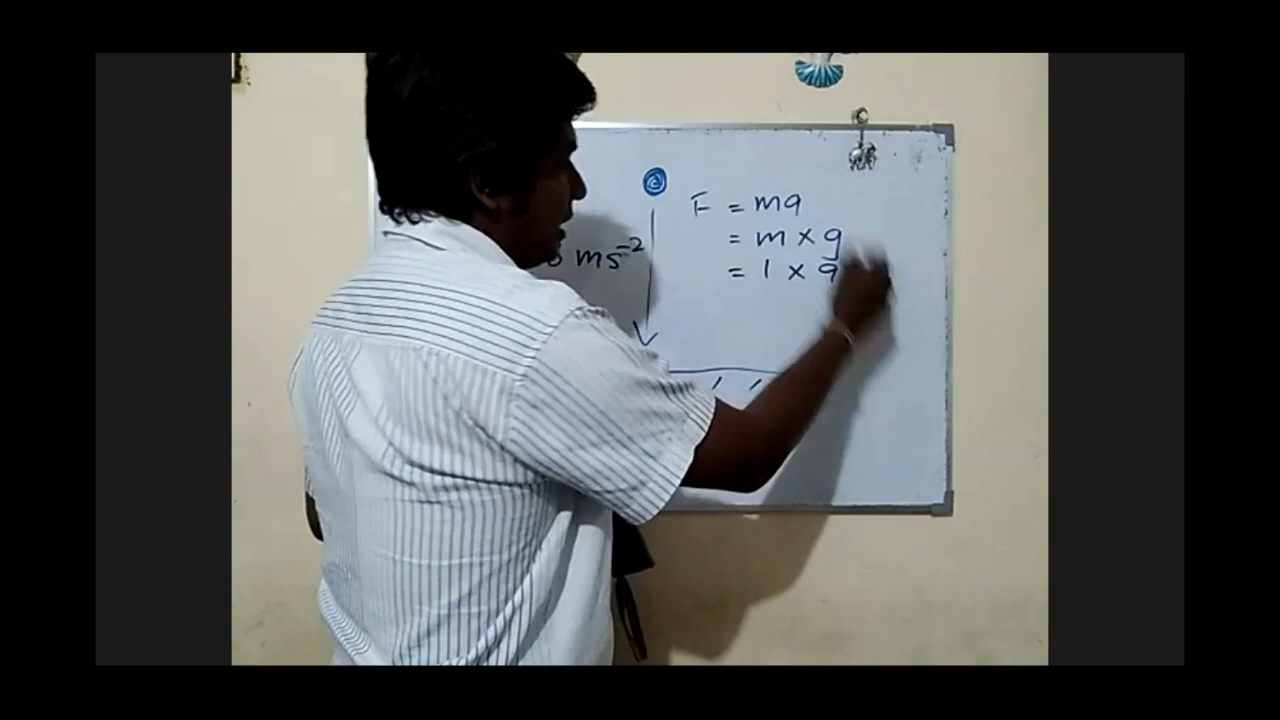 F = ma
= m × g
ms⁻²
= 1 × 9